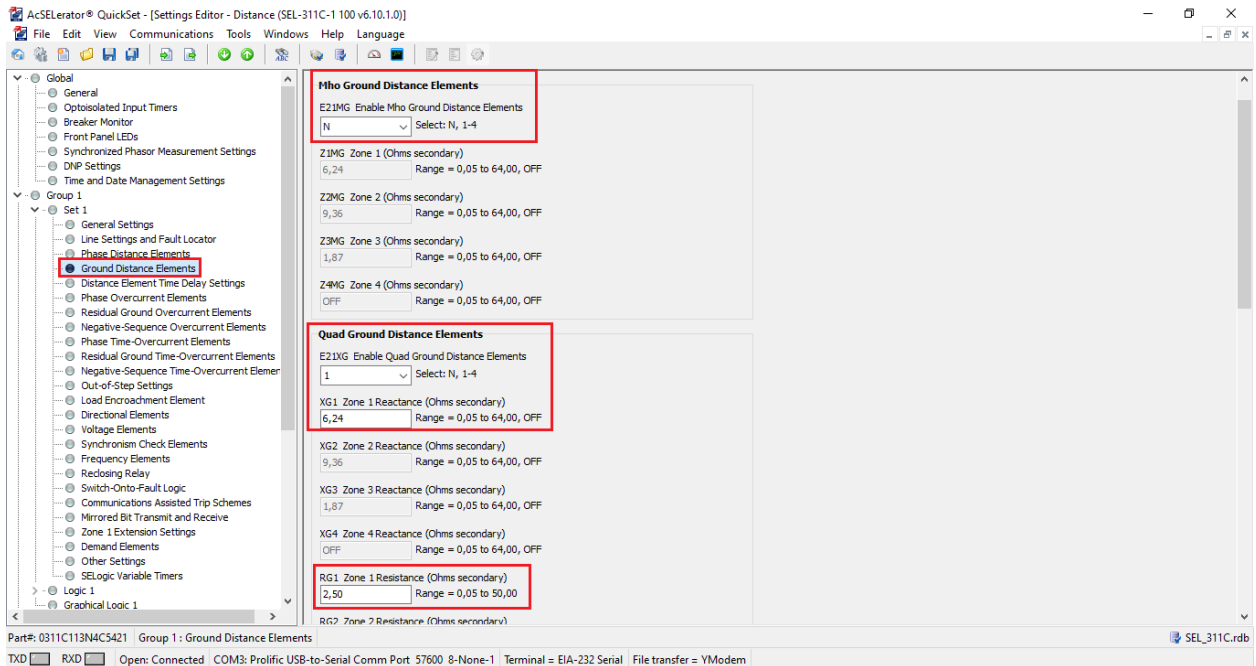 AcSELerator® QuickSet - [Settings Editor - Distance (SEL-311C-1 100 v6.10.1.0)]
File Edit View Communications Tools Windows Help Language
Global
General
Optoisolated Input Timers
Breaker Monitor
Front Panel LEDs
Synchronized Phasor Measurement Settings
DNP Settings
Time and Date Management Settings
Group 1
Set 1
General Settings
Line Settings and Fault Locator
Phase Distance Elements
Ground Distance Elements
Distance Element Time Delay Settings
Phase Overcurrent Elements
Residual Ground Overcurrent Elements
Negative-Sequence Overcurrent Elements
Phase Time-Overcurrent Elements
Residual Ground Time-Overcurrent Elements
Negative-Sequence Time-Overcurrent Elemen
Out-of-Step Settings
Load Encroachment Element
Directional Elements
Voltage Elements
Synchronism Check Elements
Frequency Elements
Reclosing Relay
Switch-Onto-Fault Logic
Communications Assisted Trip Schemes
Mirrored Bit Transmit and Receive
Zone 1 Extension Settings
Demand Elements
Other Settings
SELogic Variable Timers
Logic 1
Graphical Logic 1
Mho Ground Distance Elements
E21MG Enable Mho Ground Distance Elements
N Select: N, 1-4
Z1MG Zone 1 (Ohms secondary)
6,24 Range = 0,05 to 64,00, OFF
Z2MG Zone 2 (Ohms secondary)
9,36 Range = 0,05 to 64,00, OFF
Z3MG Zone 3 (Ohms secondary)
1,87 Range = 0,05 to 64,00, OFF
Z4MG Zone 4 (Ohms secondary)
OFF Range = 0,05 to 64,00, OFF
Quad Ground Distance Elements
E21XG Enable Quad Ground Distance Elements
1 Select: N, 1-4
XG1 Zone 1 Reactance (Ohms secondary)
6,24 Range = 0,05 to 64,00, OFF
XG2 Zone 2 Reactance (Ohms secondary)
9,36 Range = 0,05 to 64,00, OFF
XG3 Zone 3 Reactance (Ohms secondary)
1,87 Range = 0,05 to 64,00, OFF
XG4 Zone 4 Reactance (Ohms secondary)
OFF Range = 0,05 to 64,00, OFF
RG1 Zone 1 Resistance (Ohms secondary)
2,50 Range = 0,05 to 50,00
RG2 Zone 2 Resistance (Ohms secondary)
Part#: 0311C113N4C5421 Group 1 : Ground Distance Elements SEL_311C.rdb
TXD RXD Open: Connected COM3: Prolific USB-to-Serial Comm Port 57600 8-None-1 Terminal = EIA-232 Serial File transfer = YModem